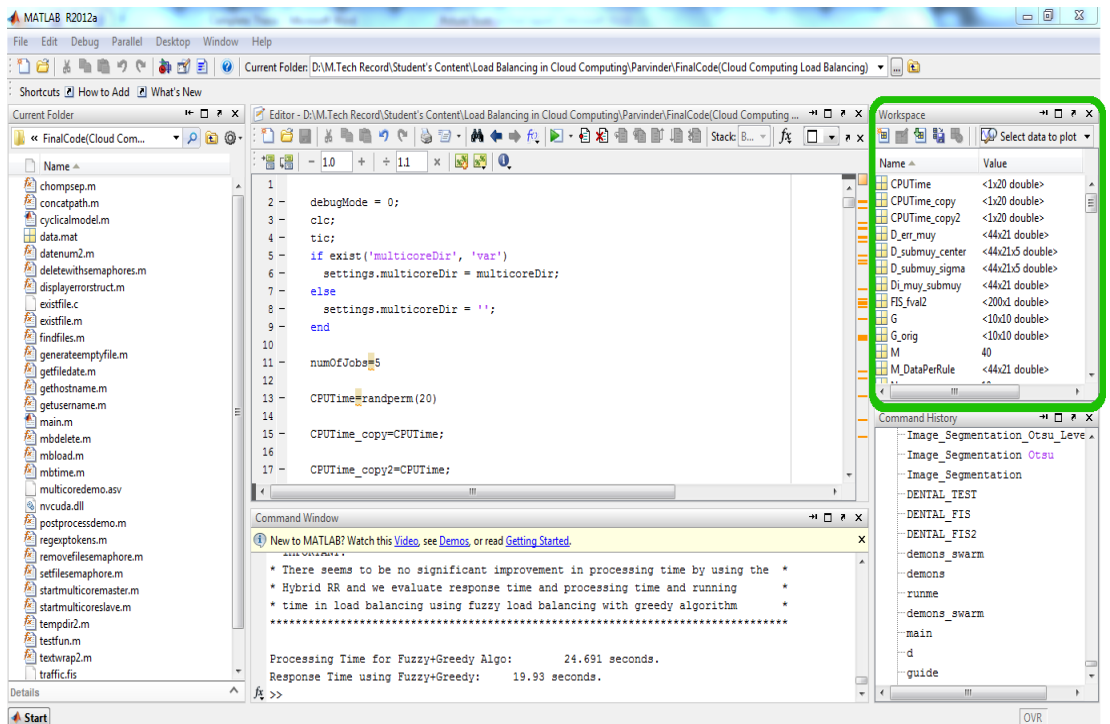 MATLAB R2012a
File Edit Debug Parallel Desktop Window Help
Current Folder: D:\M.Tech Record\Student's Content\Load Balancing in Cloud Computing\Parvinder\FinalCode(Cloud Computing Load Balancing)
Shortcuts How to Add What's New
Current Folder
« FinalCode(Cloud Com...
Name
chompsep.m
concatpath.m
cyclicalmodel.m
data.mat
datenum2.m
deletewithsemaphores.m
displayerrorstruct.m
existfile.c
existfile.m
findfiles.m
generateemptyfile.m
getfiledate.m
gethostname.m
getusername.m
main.m
mbdelete.m
mbload.m
mbtime.m
multicoredemo.asv
nvcuda.dll
postprocessdemo.m
regexptokens.m
removefilesemaphore.m
setfilesemaphore.m
startmulticoremaster.m
startmulticoreslave.m
tempdir2.m
testfun.m
textwrap2.m
traffic.fis
Details
Editor - D:\M.Tech Record\Student's Content\Load Balancing in Cloud Computing\Parvinder\FinalCode(Cloud Computing ...
Stack: B... fx
- 1.0 + ÷ 1.1 ×
1
2 - debugMode = 0;
3 - clc;
4 - tic;
5 - if exist('multicoreDir', 'var')
6 - settings.multicoreDir = multicoreDir;
7 - else
8 - settings.multicoreDir = '';
9 - end
10
11 - numOfJobs=5
12
13 - CPUTime=randperm(20)
14
15 - CPUTime_copy=CPUTime;
16
17 - CPUTime_copy2=CPUTime;
Command Window
New to MATLAB? Watch this Video, see Demos, or read Getting Started.
IMPORTANT:
* There seems to be no significant improvement in processing time by using the *
* Hybrid RR and we evaluate response time and processing time and running *
* time in load balancing using fuzzy load balancing with greedy algorithm *
********************************************************************************
Processing Time for Fuzzy+Greedy Algo: 24.691 seconds.
Response Time using Fuzzy+Greedy: 19.93 seconds.
fx >>
Workspace
Select data to plot
Name Value
CPUTime <1x20 double>
CPUTime_copy <1x20 double>
CPUTime_copy2 <1x20 double>
D_err_muy <44x21 double>
D_submuy_center <44x21x5 double>
D_submuy_sigma <44x21x5 double>
Di_muy_submuy <44x21 double>
FIS_fval2 <200x1 double>
G <10x10 double>
G_orig <10x10 double>
M 40
M_DataPerRule <44x21 double>
Command History
Image_Segmentation_Otsu_Leve
Image_Segmentation Otsu
Image_Segmentation
DENTAL_TEST
DENTAL_FIS
DENTAL_FIS2
demons_swarm
demons
runme
demons_swarm
main
d
guide
Start
OVR